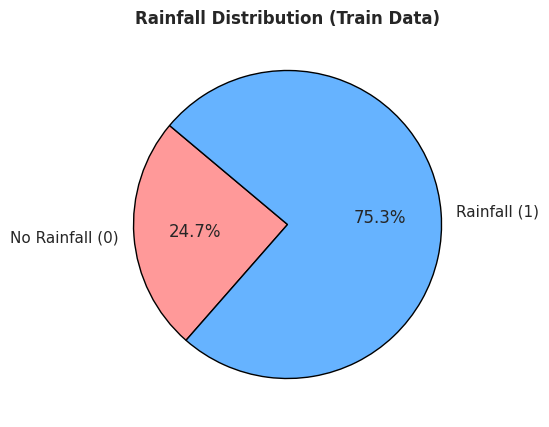 Rainfall Distribution (Train Data)
75.3%
Rainfall (1)
24.7%
No Rainfall (0)